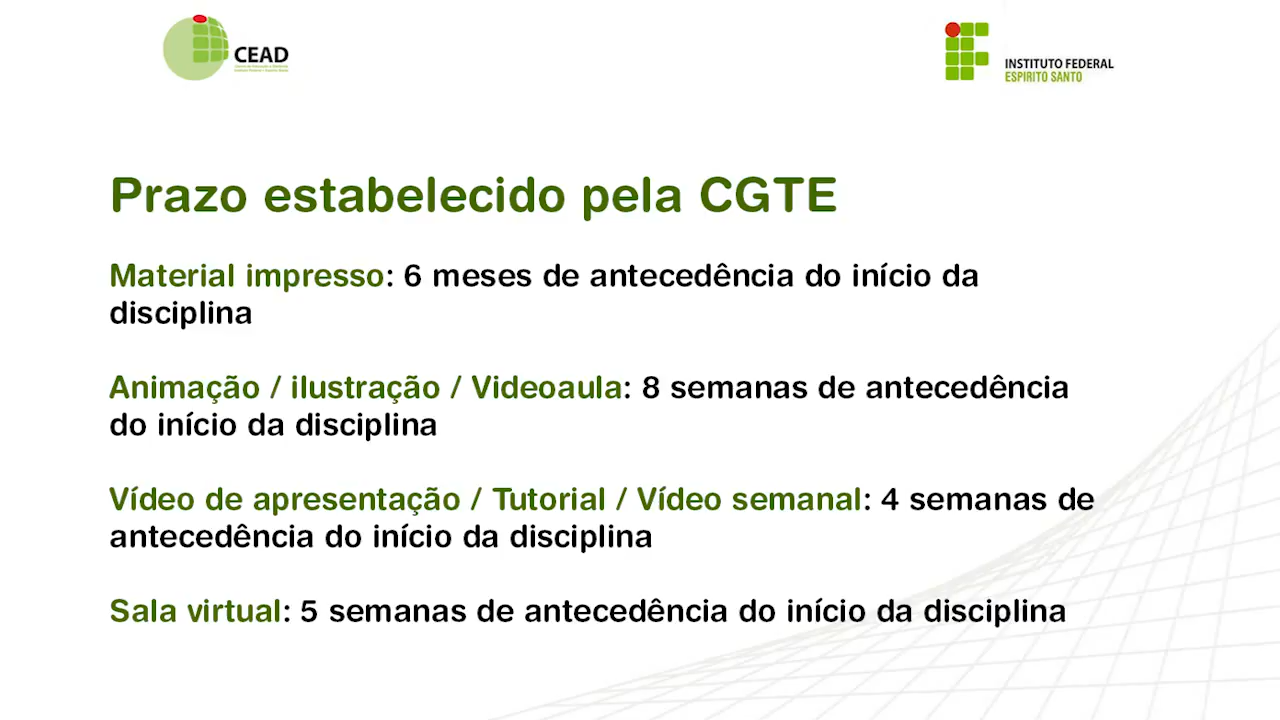 CEAD
INSTITUTO FEDERAL
ESPÍRITO SANTO
Prazo estabelecido pela CGTE
Material impresso: 6 meses de antecedência do início da
disciplina
Animação / ilustração / Videoaula: 8 semanas de antecedência
do início da disciplina
Vídeo de apresentação / Tutorial / Vídeo semanal: 4 semanas de
antecedência do início da disciplina
Sala virtual: 5 semanas de antecedência do início da disciplina